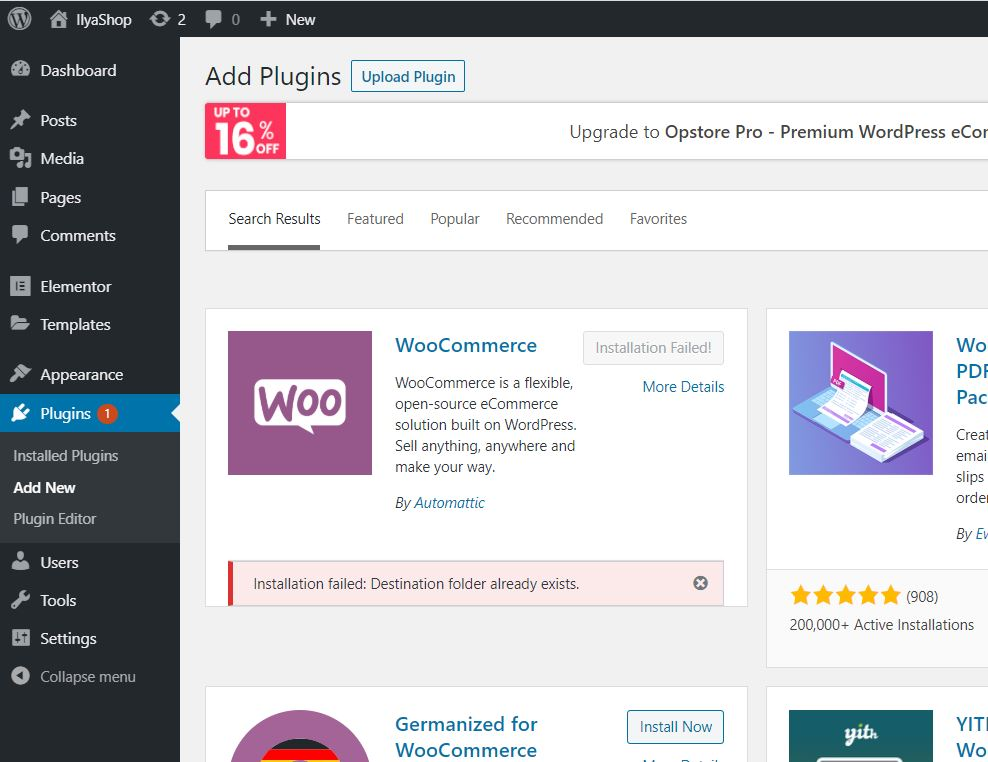 IlyaShop 2 0 New
Dashboard
Posts
Media
Pages
Comments
Elementor
Templates
Appearance
Plugins 1
Installed Plugins
Add New
Plugin Editor
Users
Tools
Settings
Collapse menu
Add Plugins Upload Plugin
UP TO
16%
OFF
Upgrade to Opstore Pro - Premium WordPress eCon
Search Results Featured Popular Recommended Favorites
WOO
WooCommerce
Installation Failed!
More Details
WooCommerce is a flexible,
open-source eCommerce
solution built on WordPress.
Sell anything, anywhere and
make your way.
By Automattic
Installation failed: Destination folder already exists.
PDF
Wo
PDF
Pac
Creat
emai
slips
orde
By Ew
(908)
200,000+ Active Installations
Germanized for
WooCommerce
Install Now
yith
YITH
Wo